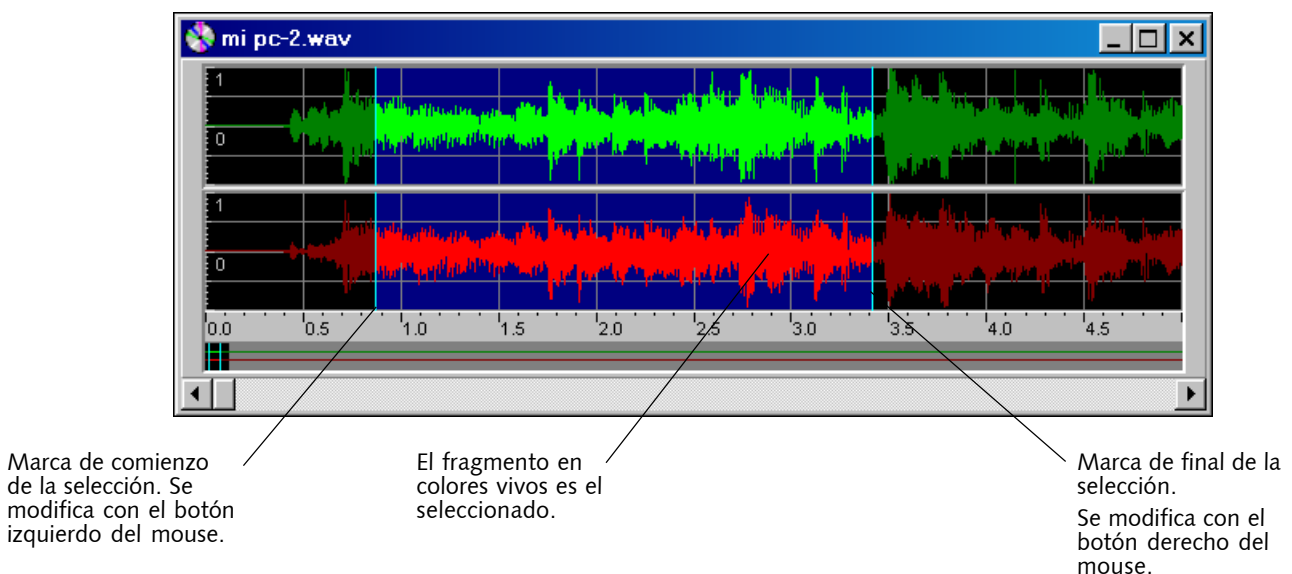 mi pc-2.wav
1
0
1
0
0.0 0.5 1.0 1.5 2.0 2.5 3.0 3.5 4.0 4.5
Marca de comienzo
de la selección. Se
modifica con el botón
izquierdo del mouse.
El fragmento en
colores vivos es el
seleccionado.
Marca de final de la
selección.
Se modifica con el
botón derecho del
mouse.